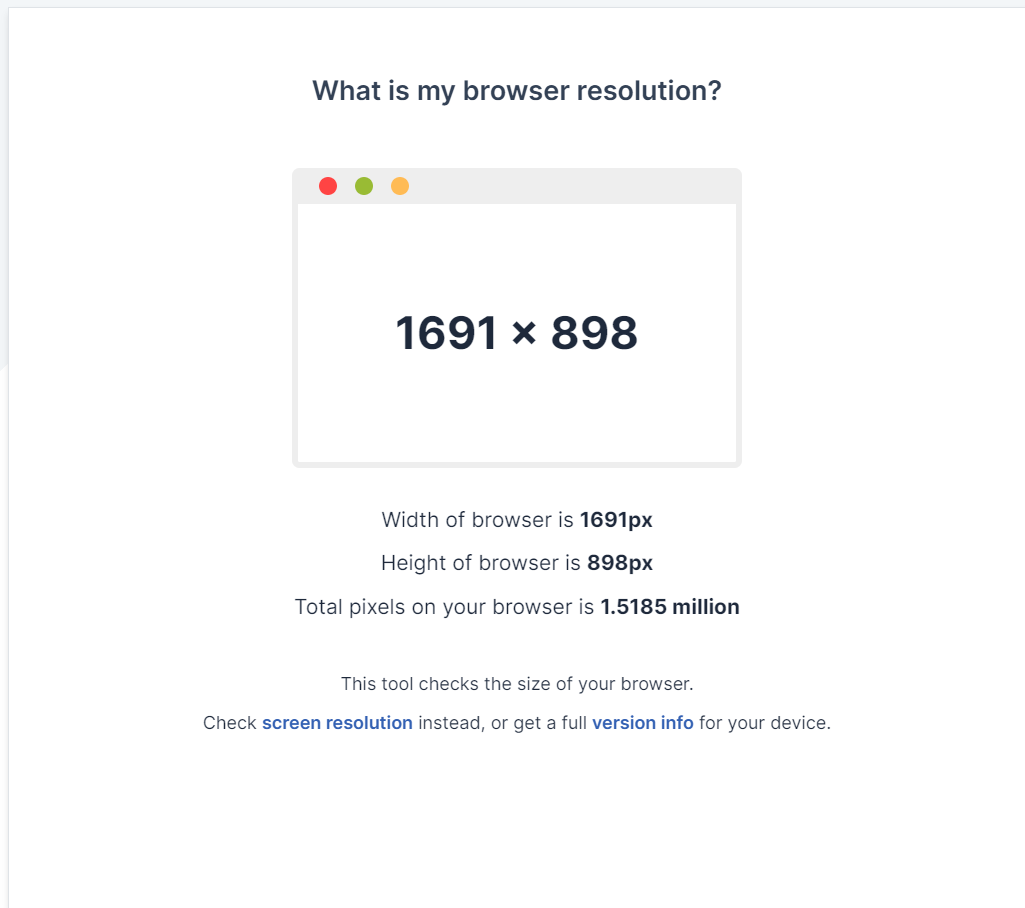 What is my browser resolution?
1691 × 898
Width of browser is 1691px
Height of browser is 898px
Total pixels on your browser is 1.5185 million
This tool checks the size of your browser.
Check screen resolution instead, or get a full version info for your device.